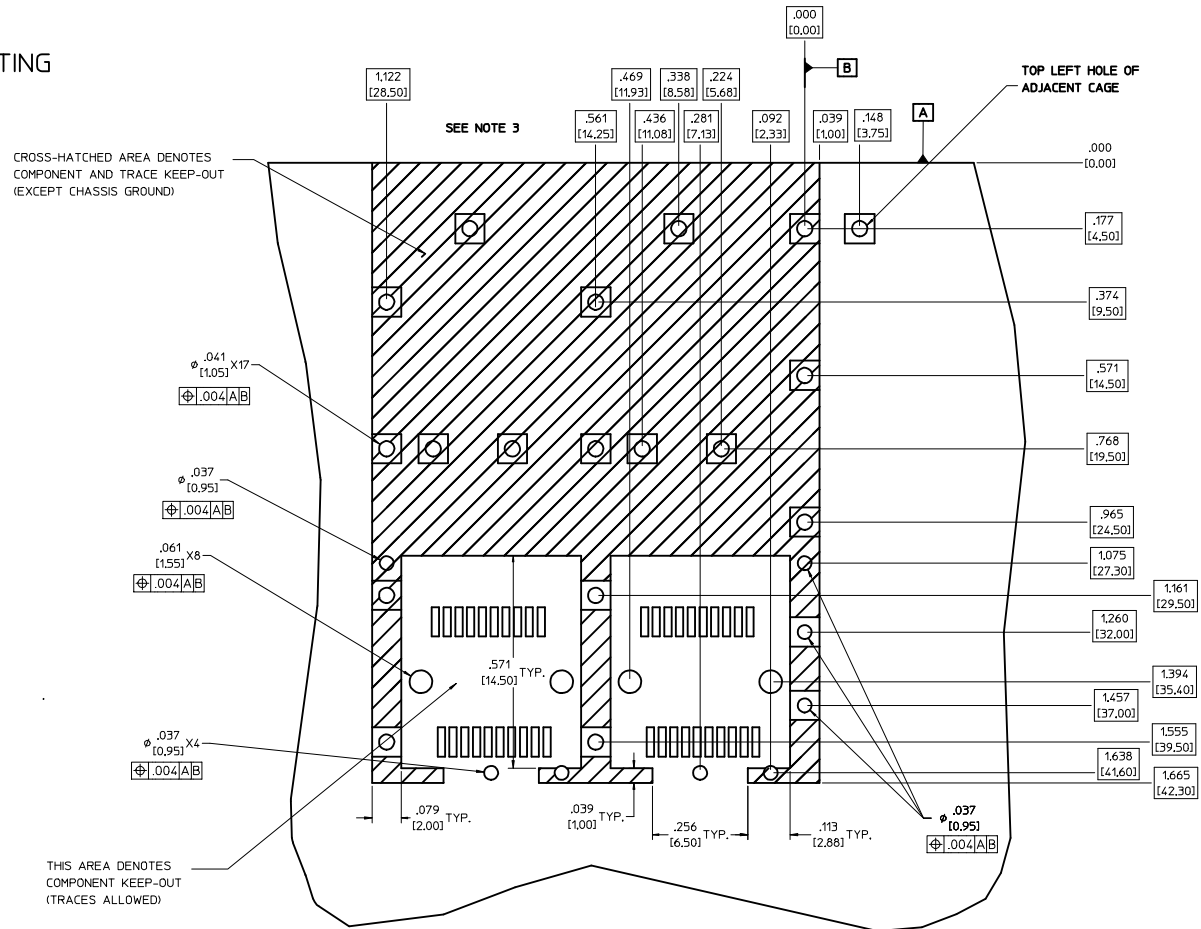 TING
.000
[0.00]
B
1.122
[28.50]
.469
[11.93]
.338
[8.58]
.224
[5.68]
TOP LEFT HOLE OF
ADJACENT CAGE
SEE NOTE 3
.561
[14.25]
.436
[11.08]
.281
[7.13]
.092
[2.33]
.039
[1.00]
.148
[3.75]
A
CROSS-HATCHED AREA DENOTES
COMPONENT AND TRACE KEEP-OUT
(EXCEPT CHASSIS GROUND)
.000
[0.00]
.177
[4.50]
.374
[9.50]
.571
[14.50]
⌀ .041
[1.05] X17
⌖ .004 A B
.768
[19.50]
⌀ .037
[0.95]
⌖ .004 A B
.965
[24.50]
.061
[1.55] X8
⌖ .004 A B
1.075
[27.30]
1.161
[29.50]
1.260
[32.00]
.571
[14.50] TYP.
1.394
[35.40]
1.457
[37.00]
⌀ .037
[0.95] X4
⌖ .004 A B
1.555
[39.50]
1.638
[41.60]
1.665
[42.30]
.079
[2.00] TYP.
.039
[1.00] TYP.
.256
[6.50] TYP.
.113
[2.88] TYP.
⌀ .037
[0.95]
⌖ .004 A B
THIS AREA DENOTES
COMPONENT KEEP-OUT
(TRACES ALLOWED)